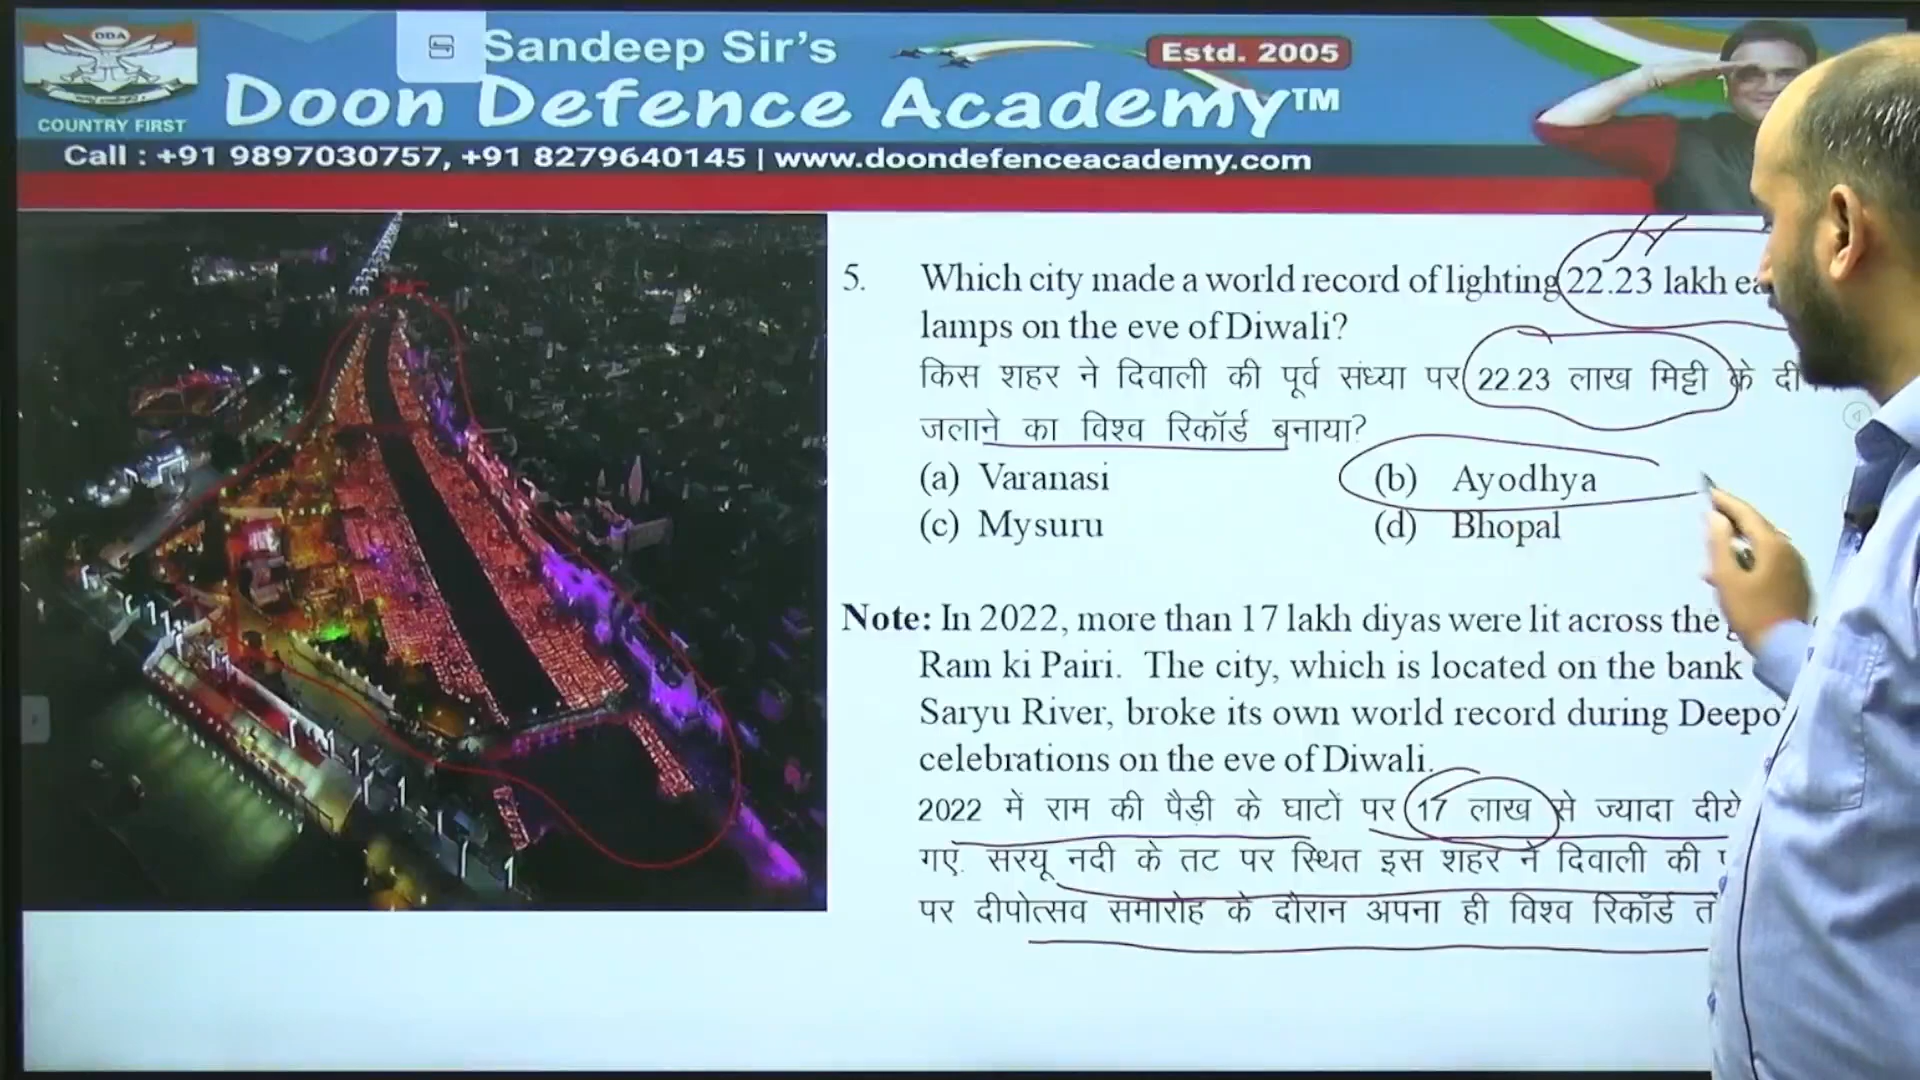 DDA
COUNTRY FIRST
Sandeep Sir's
Estd. 2005
Doon Defence Academy™
Call : +91 9897030757, +91 8279640145 | www.doondefenceacademy.com
5. Which city made a world record of lighting 22.23 lakh
lamps on the eve of Diwali?
किस शहर ने दिवाली की पूर्व संध्या पर 22.23 लाख मिट्टी के
जलाने का विश्व रिकॉर्ड बनाया?
(a) Varanasi (b) Ayodhya
(c) Mysuru (d) Bhopal
Note: In 2022, more than 17 lakh diyas were lit across the
Ram ki Pairi. The city, which is located on the bank
Saryu River, broke its own world record during
celebrations on the eve of Diwali.
2022 में राम की पैड़ी के घाटों पर 17 लाख से ज्यादा दीये
गए. सरयू नदी के तट पर स्थित इस शहर ने दिवाली की
पर दीपोत्सव समारोह के दौरान अपना ही विश्व रिकॉर्ड